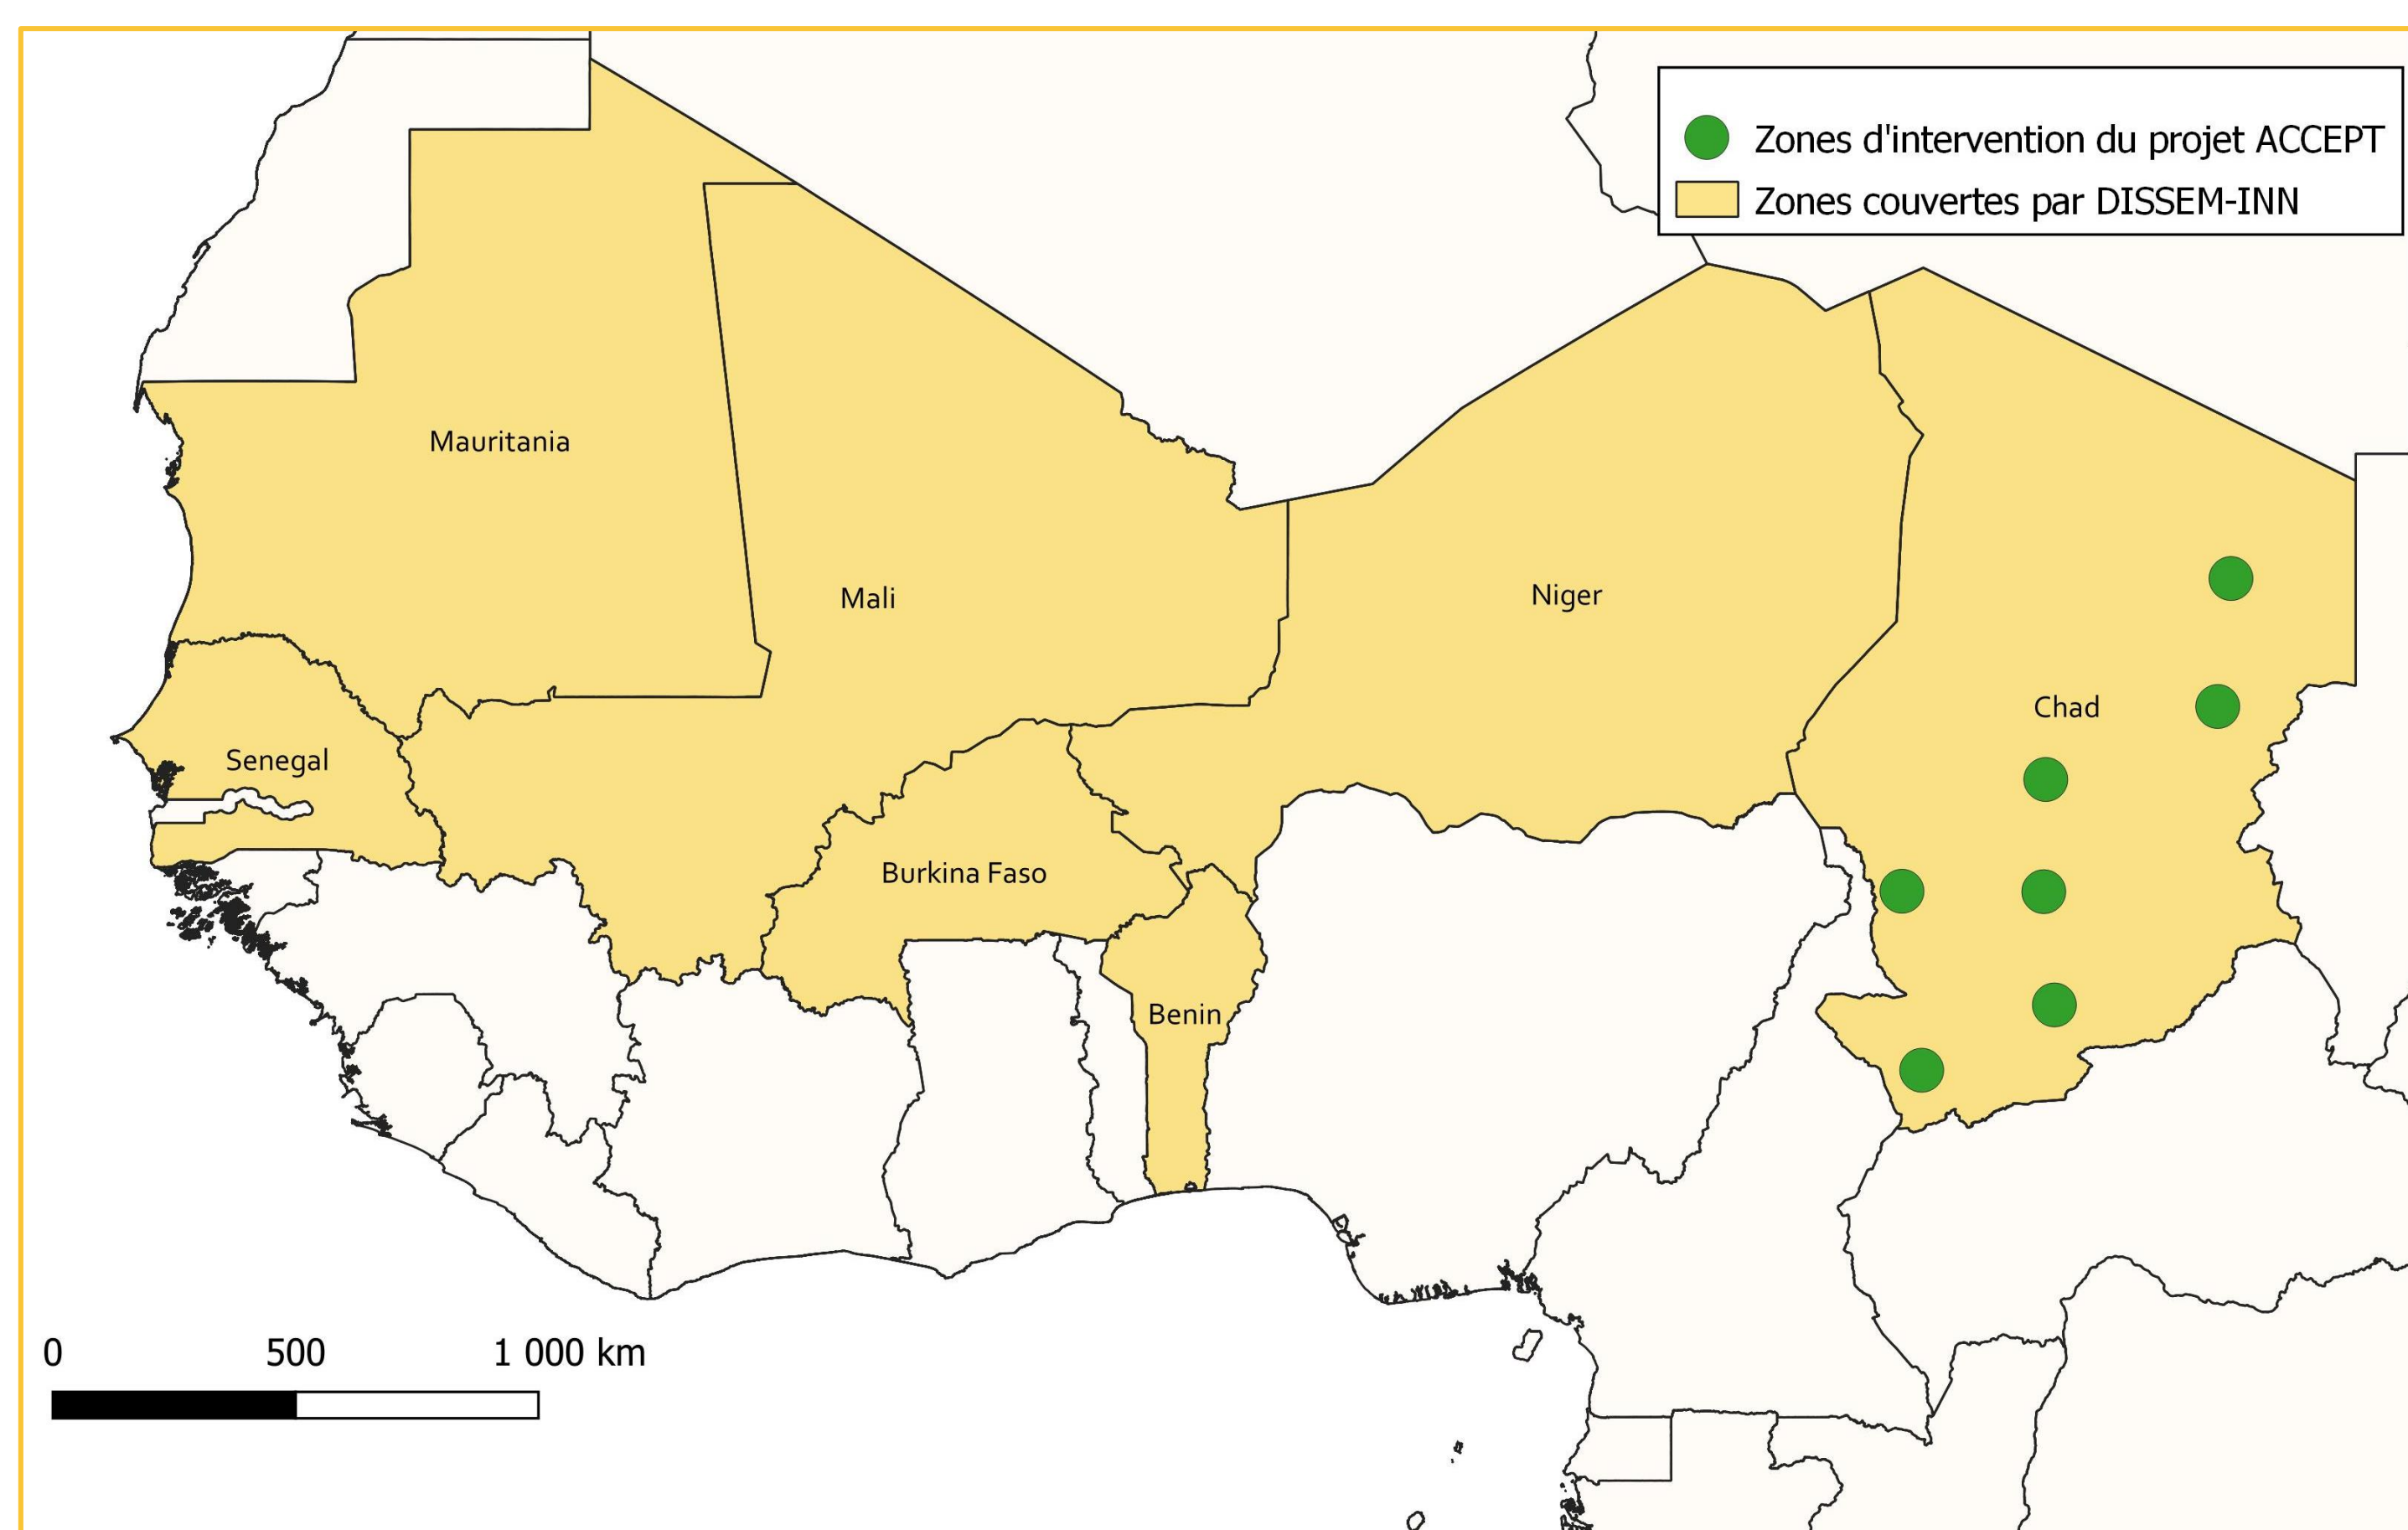 Zones d'intervention du projet ACCEPT
Zones couvertes par DISSEM-INN
Mauritania
Mali
Niger
Chad
Senegal
Burkina Faso
Benin
0 500 1 000 km